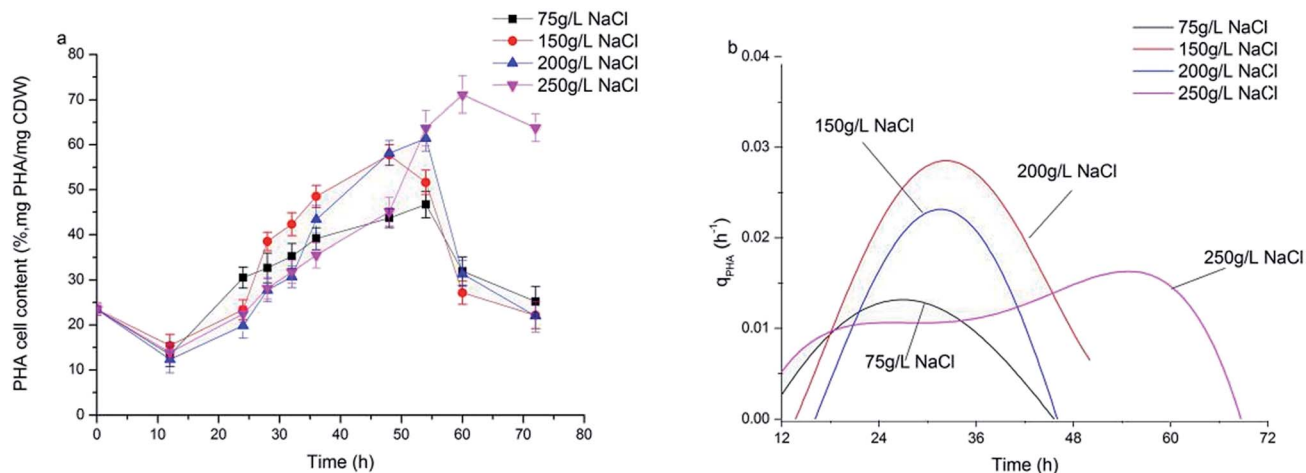 a
75g/L NaCl
150g/L NaCl
200g/L NaCl
250g/L NaCl
PHA cell content (%,mg PHA/mg CDW)
80
70
60
50
40
30
20
10
0
0 10 20 30 40 50 60 70 80
Time (h)
b
75g/L NaCl
150g/L NaCl
200g/L NaCl
250g/L NaCl
qPHA (h-1)
0.04
0.03
0.02
0.01
0.00
150g/L NaCl
200g/L NaCl
250g/L NaCl
75g/L NaCl
12 24 36 48 60 72
Time (h)